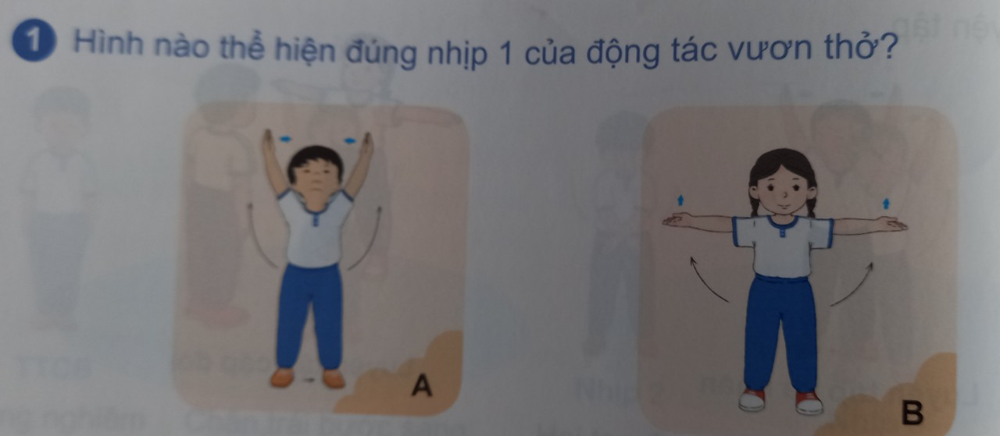 1 Hình nào thể hiện đúng nhịp 1 của động tác vươn thở?
A
B